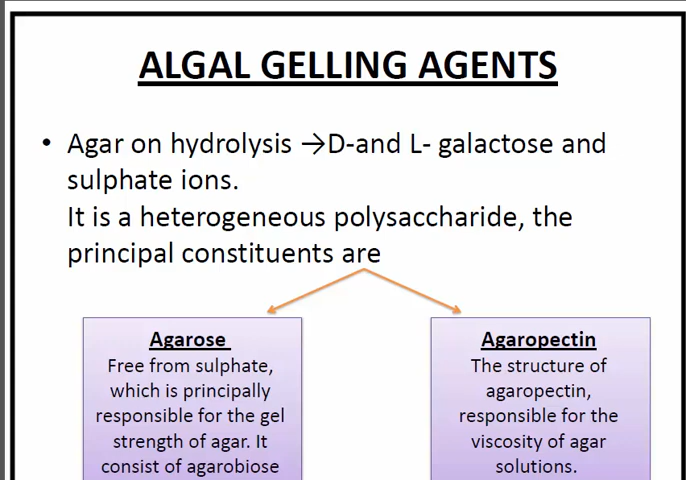 ALGAL GELLING AGENTS
• Agar on hydrolysis →D-and L- galactose and
sulphate ions.
It is a heterogeneous polysaccharide, the
principal constituents are
Agarose
Free from sulphate,
which is principally
responsible for the gel
strength of agar. It
consist of agarobiose
Agaropectin
The structure of
agaropectin,
responsible for the
viscosity of agar
solutions.